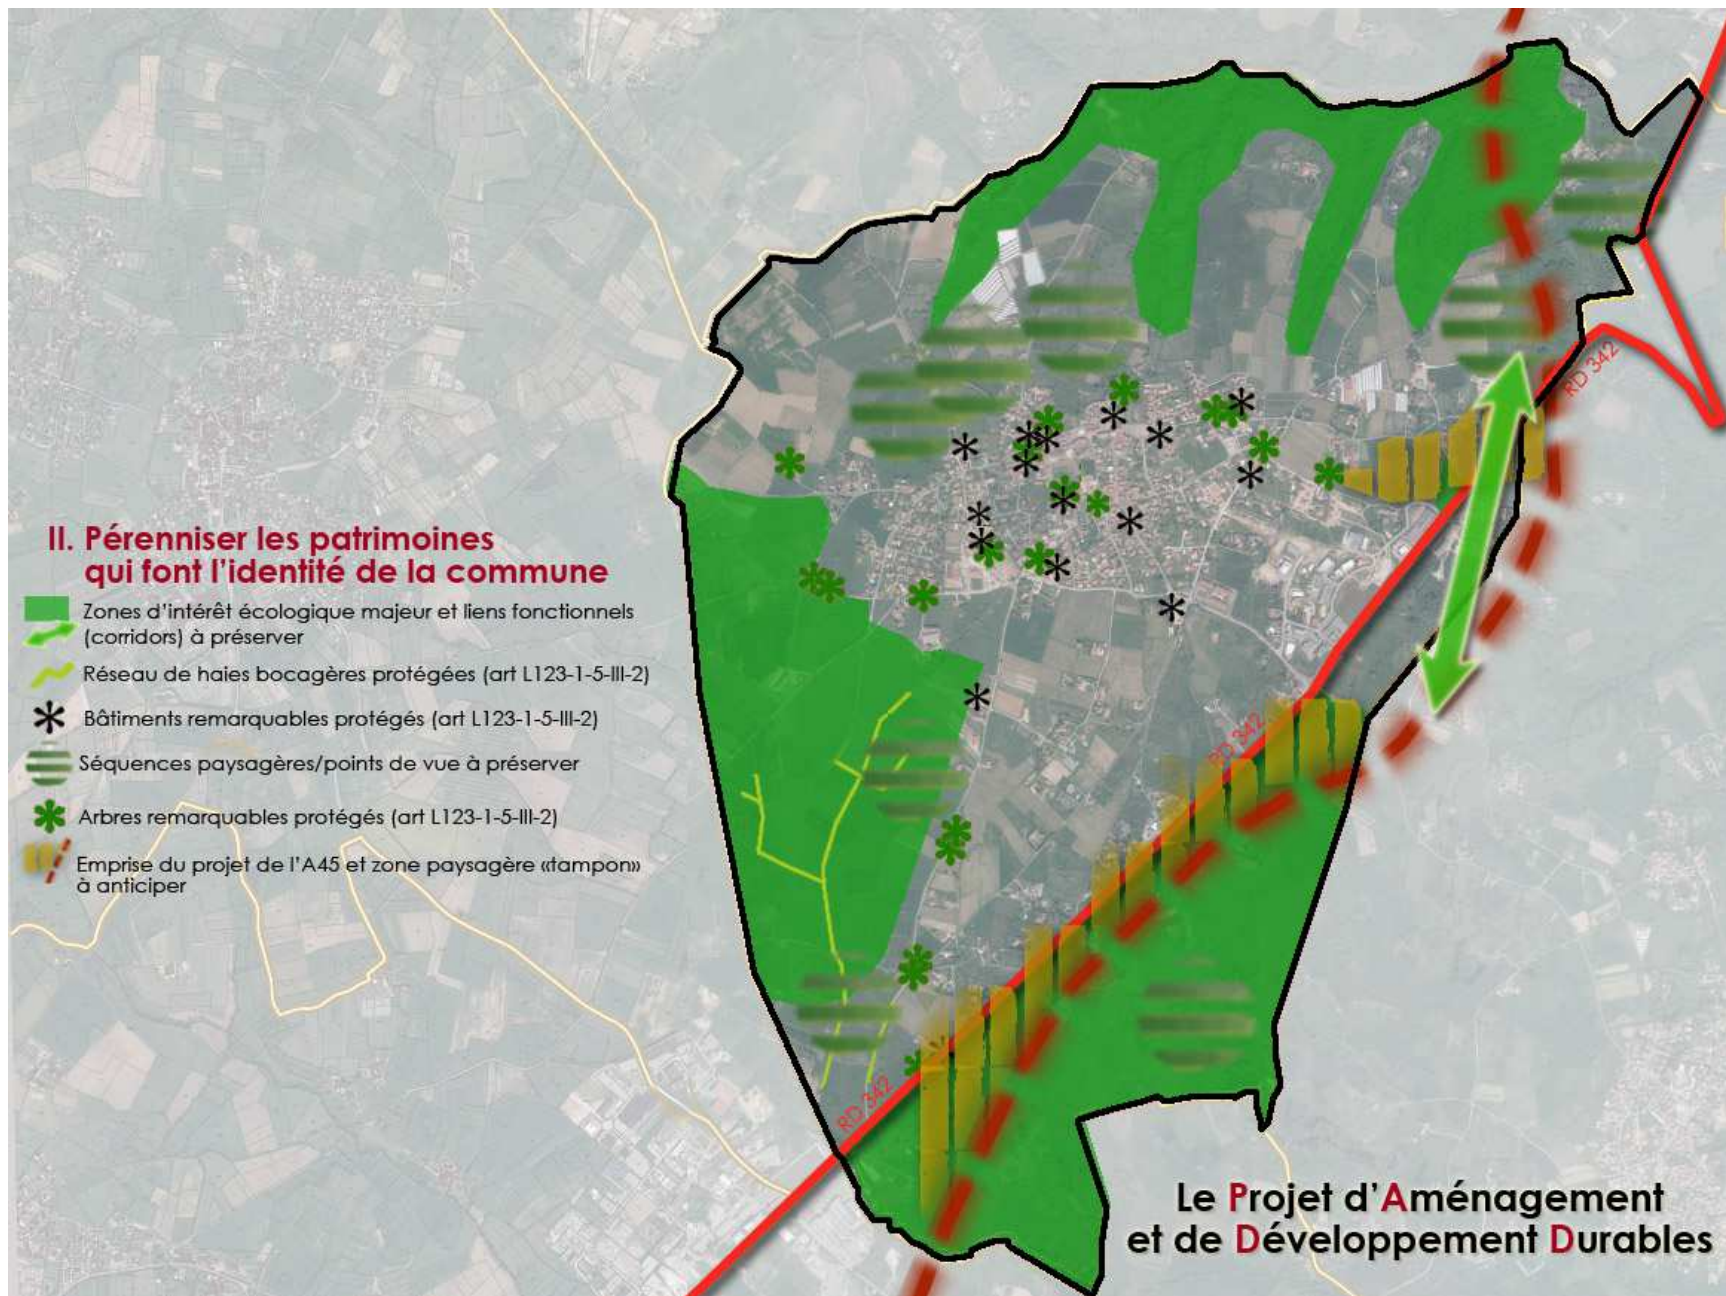 II. Pérenniser les patrimoines
qui font l'identité de la commune
Zones d'intérêt écologique majeur et liens fonctionnels
(corridors) à préserver
Réseau de haies bocagères protégées (art L123-1-5-III-2)
Bâtiments remarquables protégés (art L123-1-5-III-2)
Séquences paysagères/points de vue à préserver
Arbres remarquables protégés (art L123-1-5-III-2)
Emprise du projet de l'A45 et zone paysagère «tampon»
à anticiper
RD 342
RD 342
RD 342
Le Projet d'Aménagement
et de Développement Durables